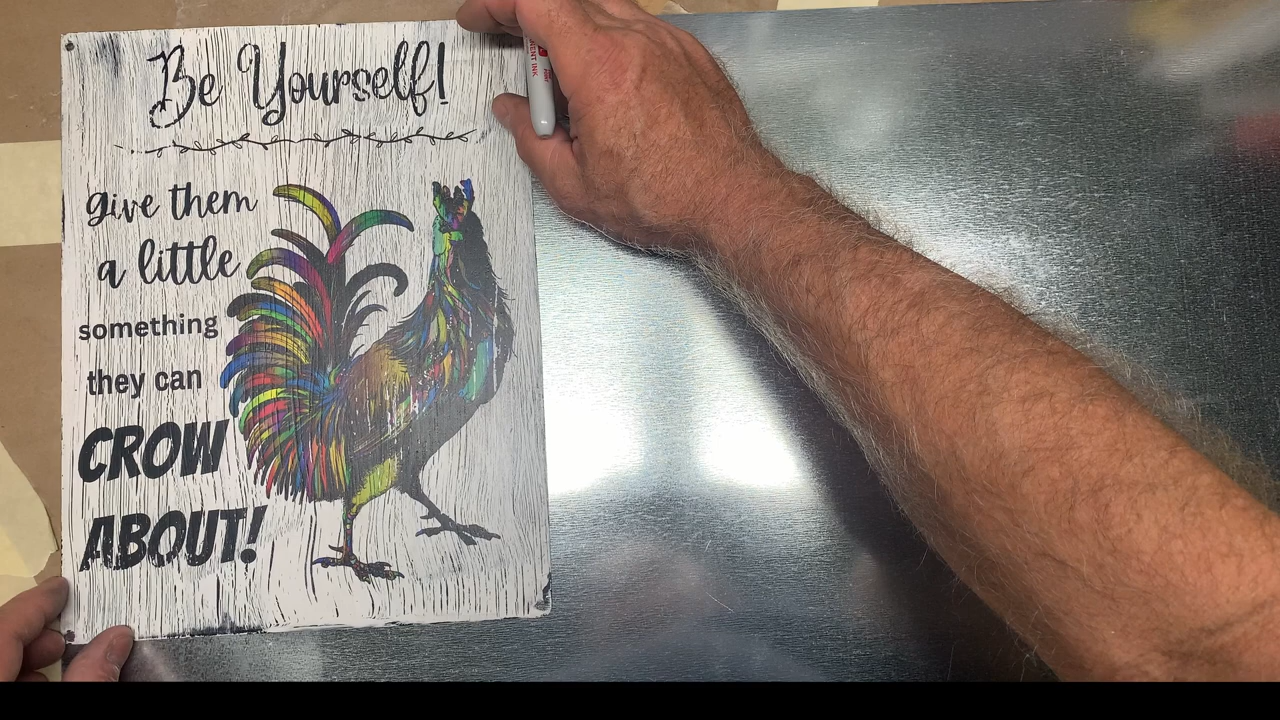 Be Yourself!
give them
a little
something
they can
CROW
ABOUT!